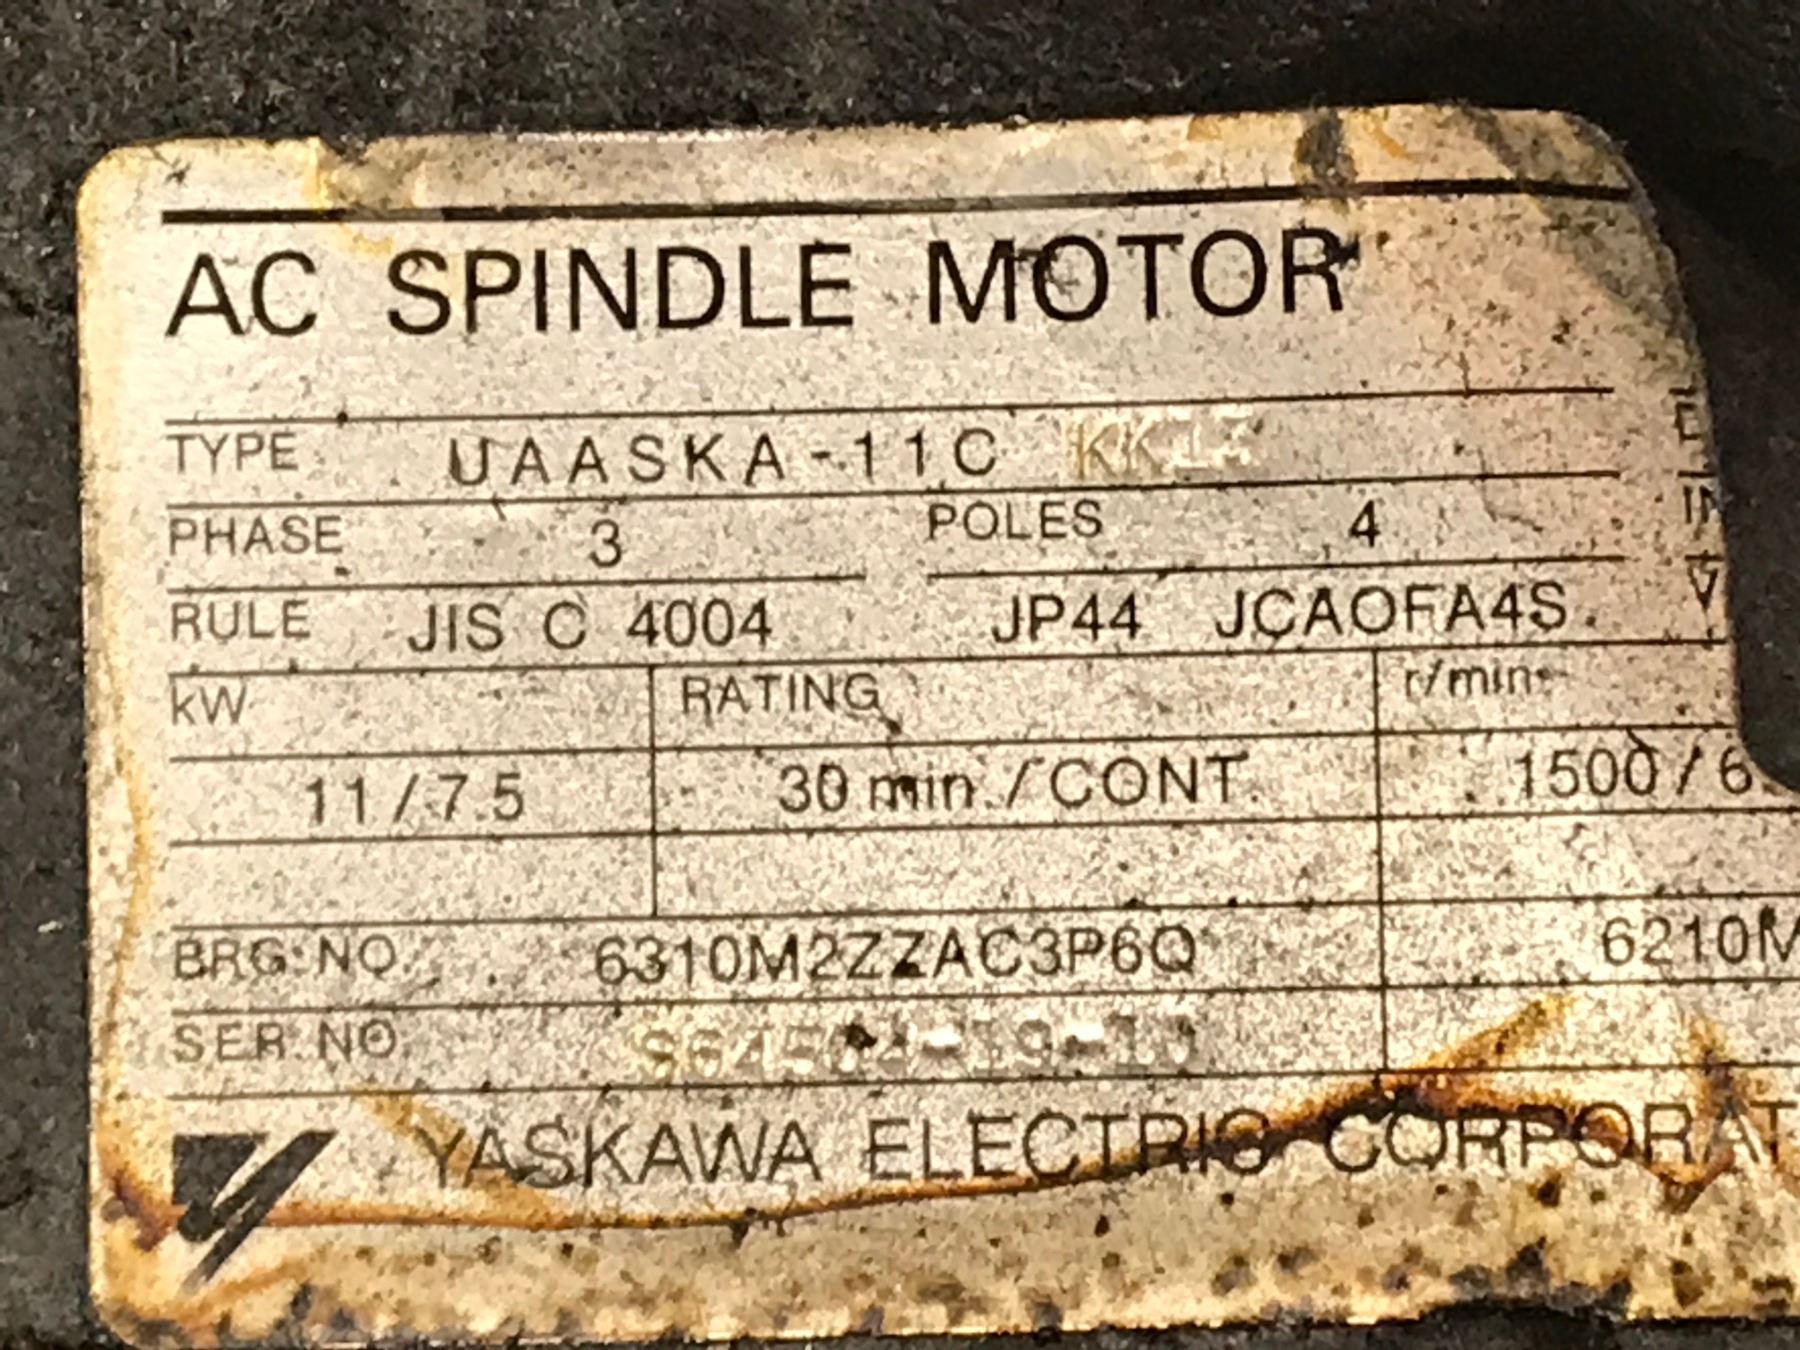 AC SPINDLE MOTOR
TYPE UAASKA-11C
PHASE 3 POLES 4
RULE JIS C 4004 JP44 JCAOFA4S
kW RATING r/min
11/7.5 30 min./CONT. 1500/6
BRG.NO. 6310M2ZZAC3P6Q 6210M
SER.NO.
YASKAWA ELECTRIC CORPORAT